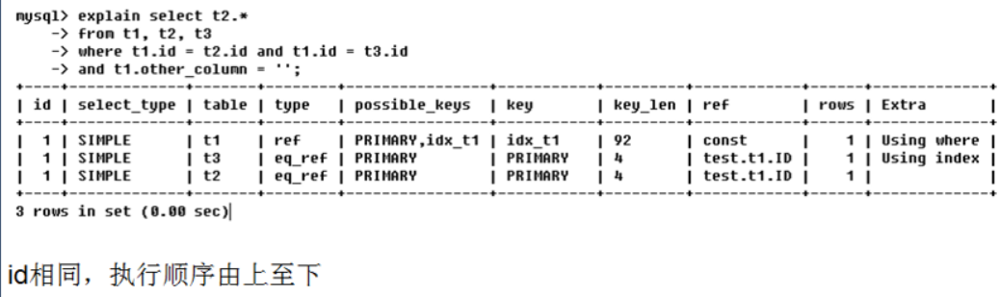 mysql> explain select t2.*
-> from t1, t2, t3
-> where t1.id = t2.id and t1.id = t3.id
-> and t1.other_column = '';
+----+-------------+-------+--------+----------------+---------+---------+------------+------+-------------+
| id | select_type | table | type | possible_keys | key | key_len | ref | rows | Extra |
+----+-------------+-------+--------+----------------+---------+---------+------------+------+-------------+
| 1 | SIMPLE | t1 | ref | PRIMARY,idx_t1 | idx_t1 | 92 | const | 1 | Using where |
| 1 | SIMPLE | t3 | eq_ref | PRIMARY | PRIMARY | 4 | test.t1.ID | 1 | Using index |
| 1 | SIMPLE | t2 | eq_ref | PRIMARY | PRIMARY | 4 | test.t1.ID | 1 | |
+----+-------------+-------+--------+----------------+---------+---------+------------+------+-------------+
3 rows in set (0.00 sec)
id相同，执行顺序由上至下